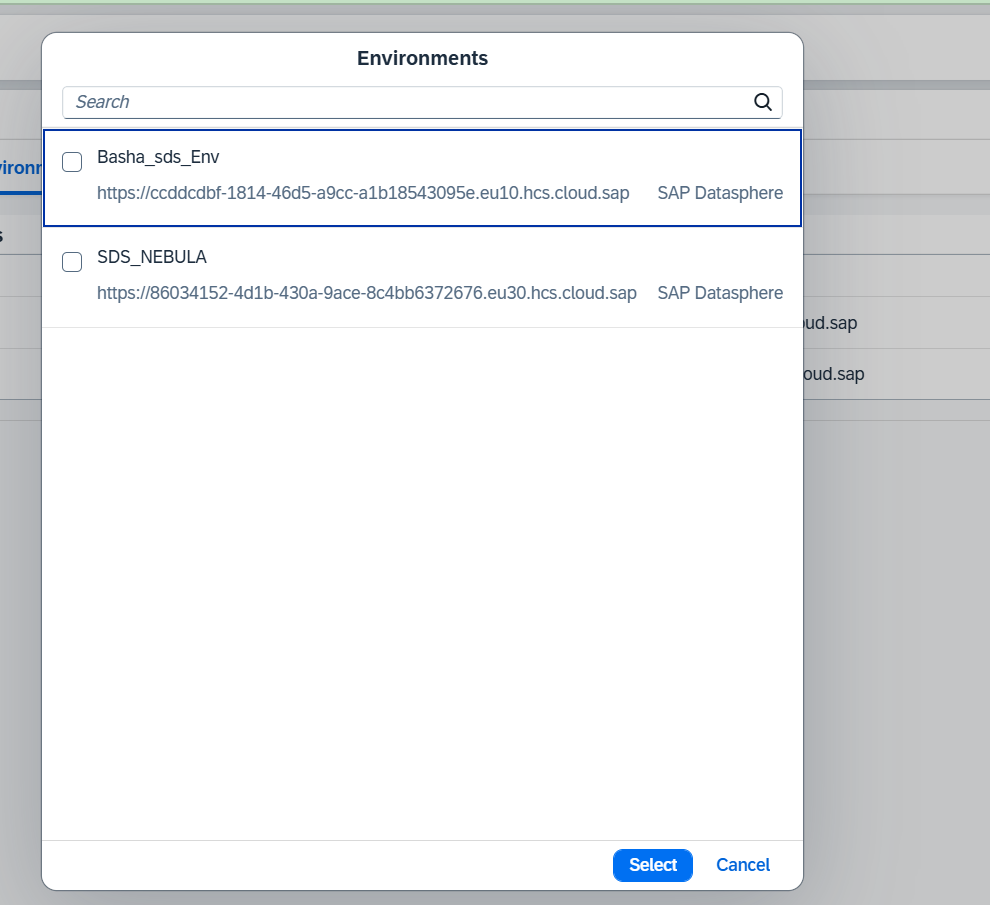 Environments
Search
Basha_sds_Env
https://ccddcdbf-1814-46d5-a9cc-a1b18543095e.eu10.hcs.cloud.sap SAP Datasphere
SDS_NEBULA
https://86034152-4d1b-430a-9ace-8c4bb6372676.eu30.hcs.cloud.sap SAP Datasphere
oud.sap
oud.sap
Select Cancel